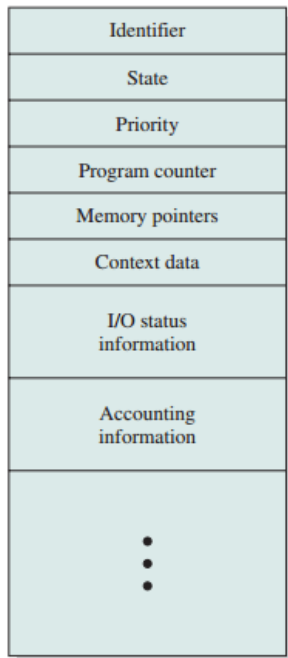 Identifier
State
Priority
Program counter
Memory pointers
Context data
I/O status
information
Accounting
information